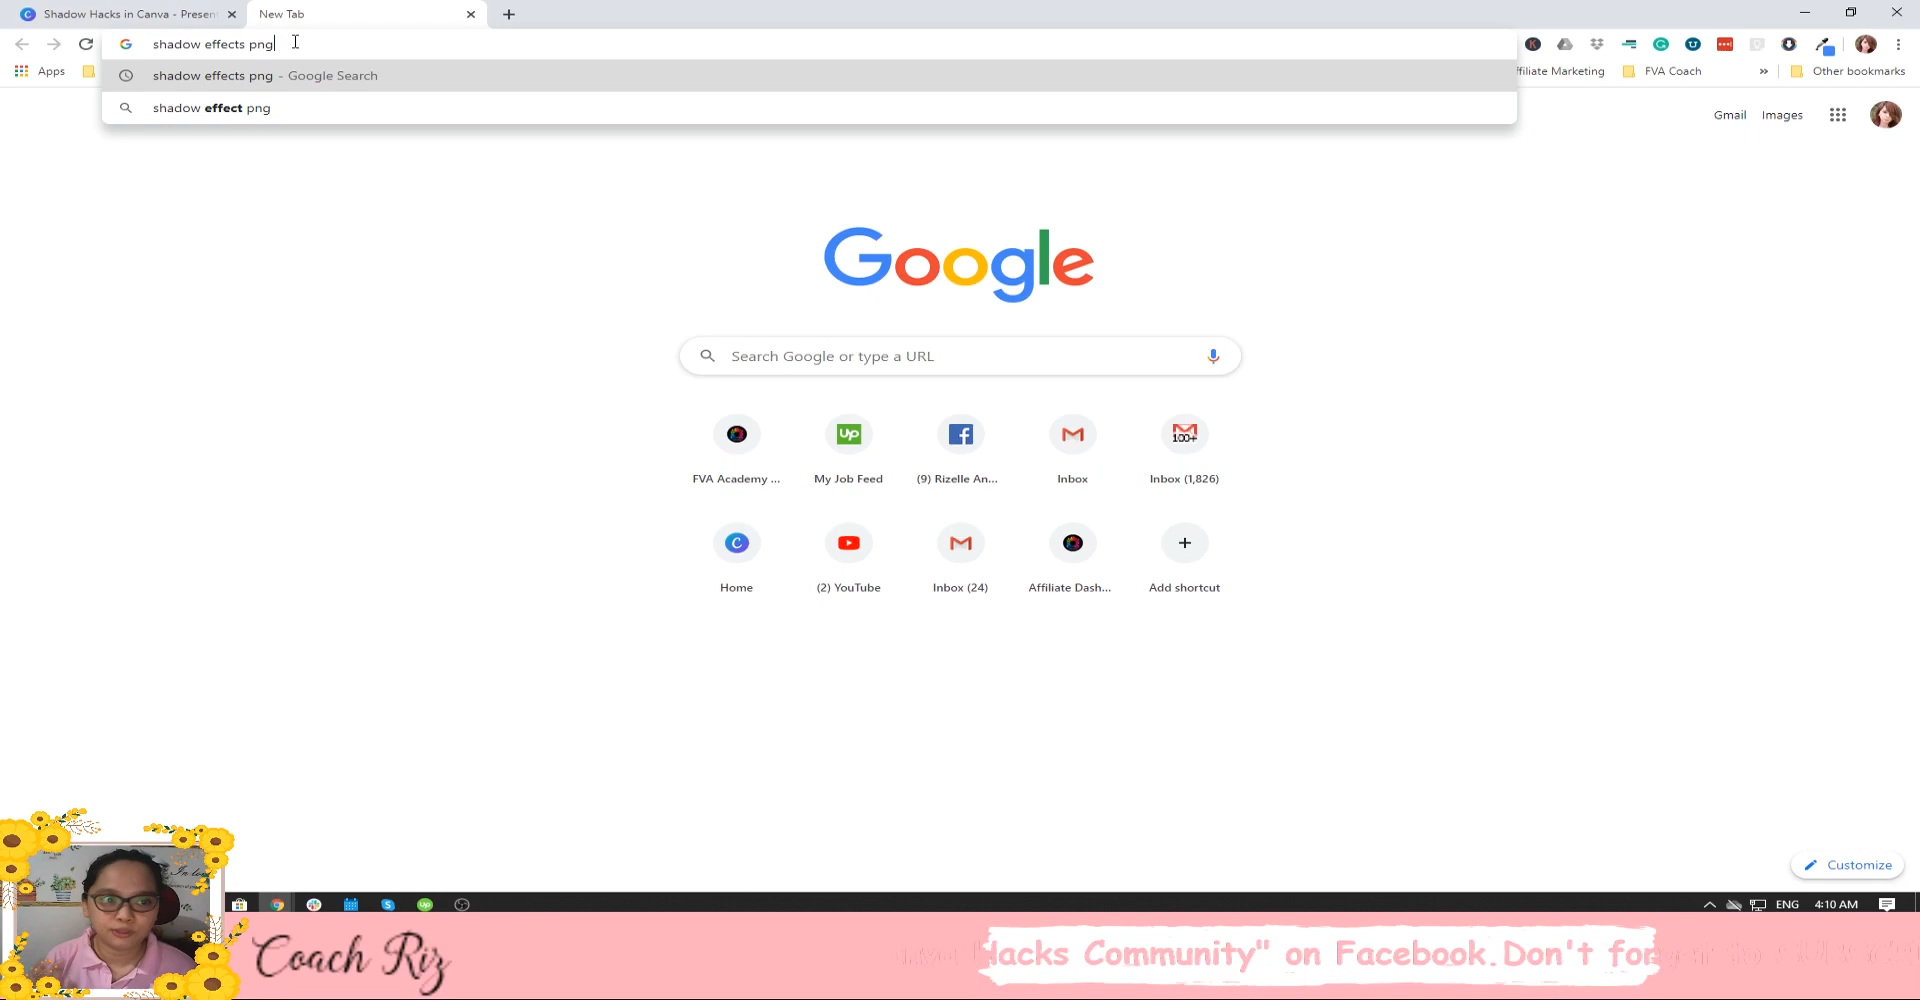 Shadow Hacks in Canva - Presen
New Tab
shadow effects png
shadow effects png - Google Search
shadow effect png
Apps
ffiliate Marketing
FVA Coach
Other bookmarks
Gmail Images
Google
Search Google or type a URL
FVA Academy ...
My Job Feed
(9) Rizelle An...
Inbox
Inbox (1,826)
Home
(2) YouTube
Inbox (24)
Affiliate Dash...
Add shortcut
Customize
ENG 4:10 AM
Coach Riz
Hacks Community" on Facebook.Don't for